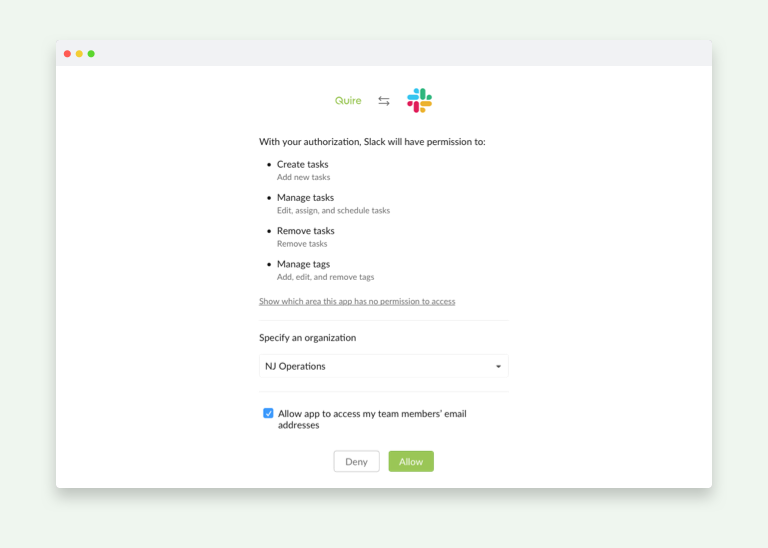 Quire
With your authorization, Slack will have permission to:
Create tasks
Add new tasks
Manage tasks
Edit, assign, and schedule tasks
Remove tasks
Remove tasks
Manage tags
Add, edit, and remove tags
Show which area this app has no permission to access
Specify an organization
NJ Operations
Allow app to access my team members’ email
addresses
Deny
Allow